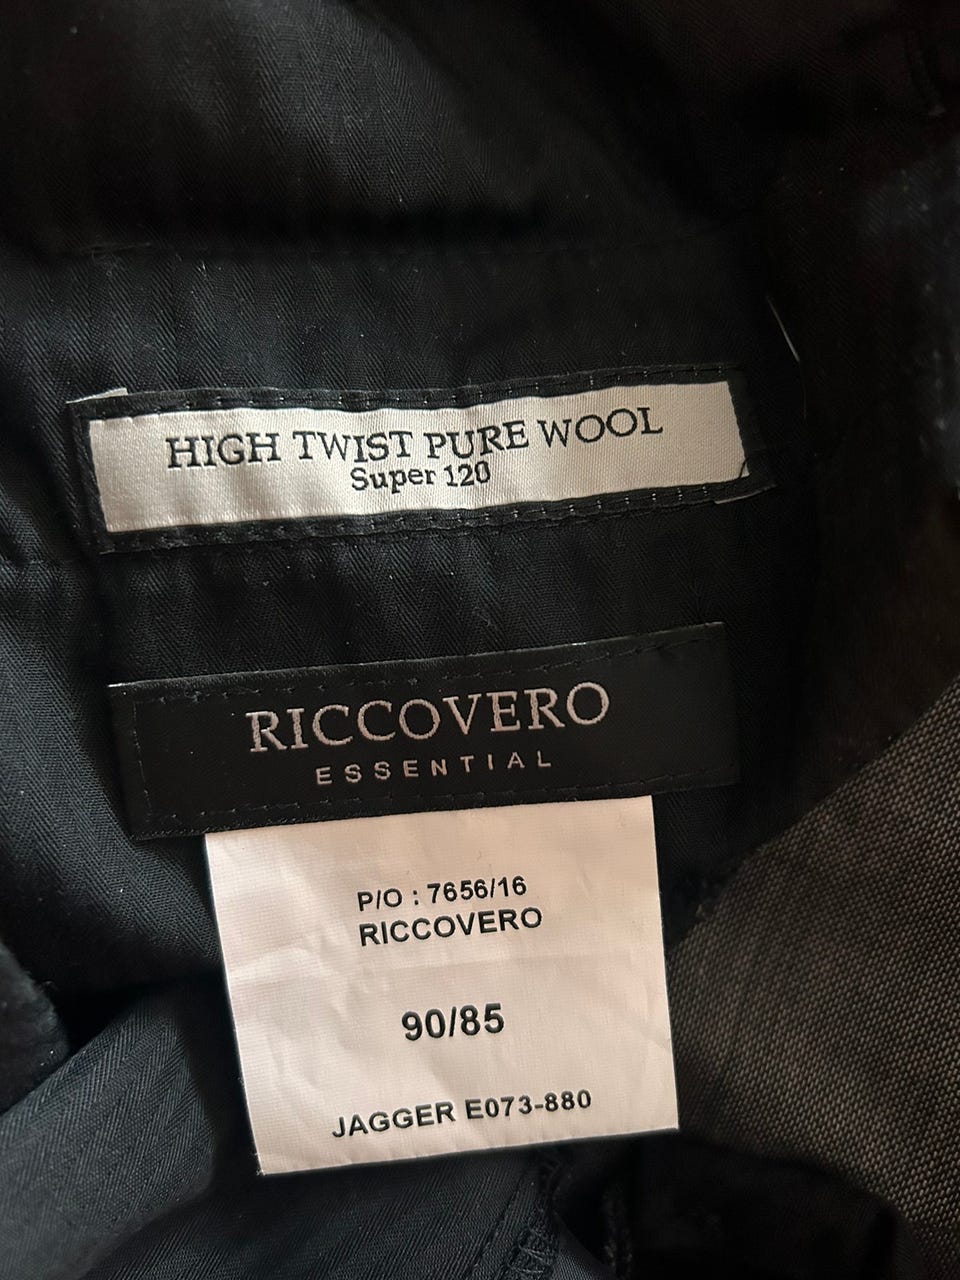 HIGH TWIST PURE WOOL
Super 120
RICCOVERO
ESSENTIAL
P/O : 7656/16
RICCOVERO
90/85
JAGGER E073-880